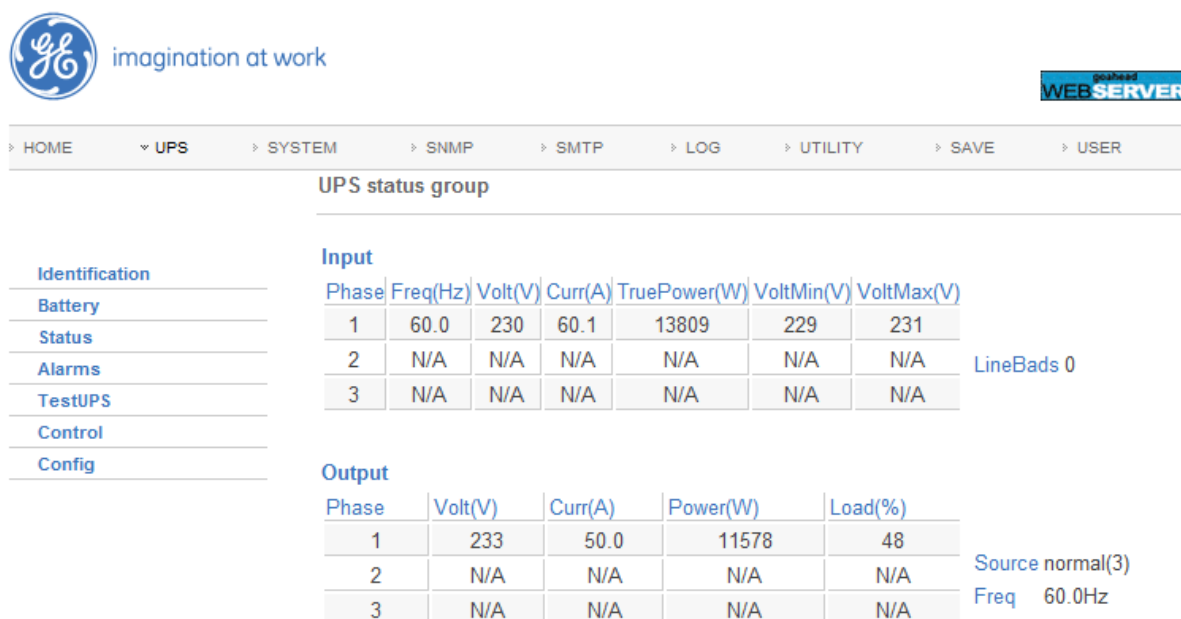 GE imagination at work
goahead
WEBSERVER
HOME UPS SYSTEM SNMP SMTP LOG UTILITY SAVE USER
UPS status group
Identification
Battery
Status
Alarms
TestUPS
Control
Config
Input
Phase Freq(Hz) Volt(V) Curr(A) TruePower(W) VoltMin(V) VoltMax(V)
1 60.0 230 60.1 13809 229 231
2 N/A N/A N/A N/A N/A N/A
3 N/A N/A N/A N/A N/A N/A
LineBads 0
Output
Phase Volt(V) Curr(A) Power(W) Load(%)
1 233 50.0 11578 48
2 N/A N/A N/A N/A
3 N/A N/A N/A N/A
Source normal(3)
Freq 60.0Hz